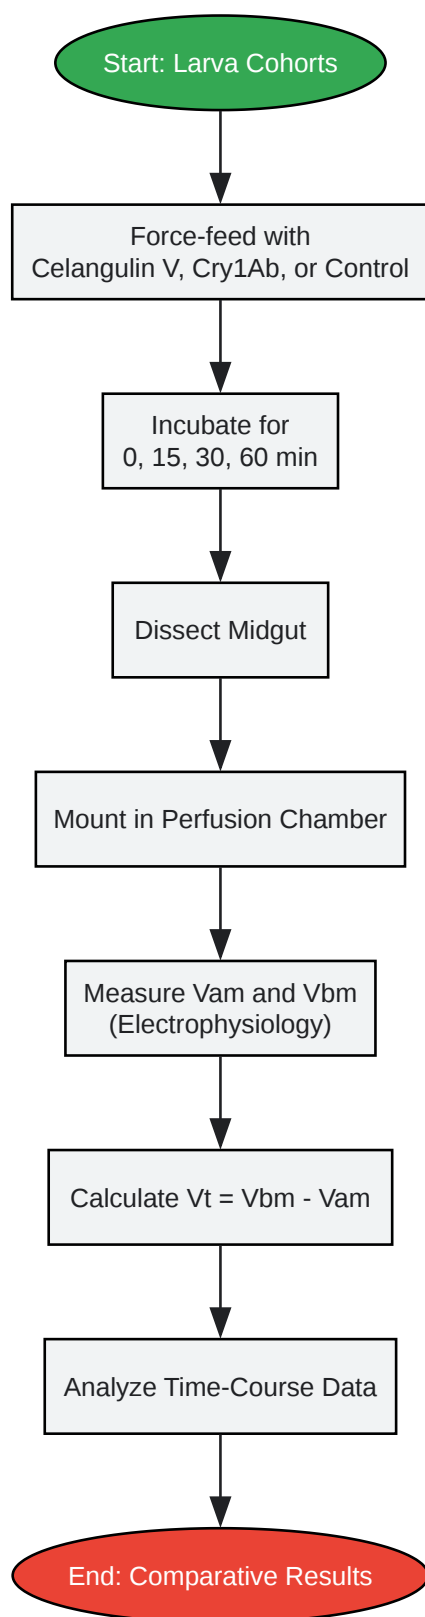 Start: Larva Cohorts
Force-feed with
Celangulin V, Cry1Ab, or Control
Incubate for
0, 15, 30, 60 min
Dissect Midgut
Mount in Perfusion Chamber
Measure Vam and Vbm
(Electrophysiology)
Calculate Vt = Vbm - Vam
Analyze Time-Course Data
End: Comparative Results